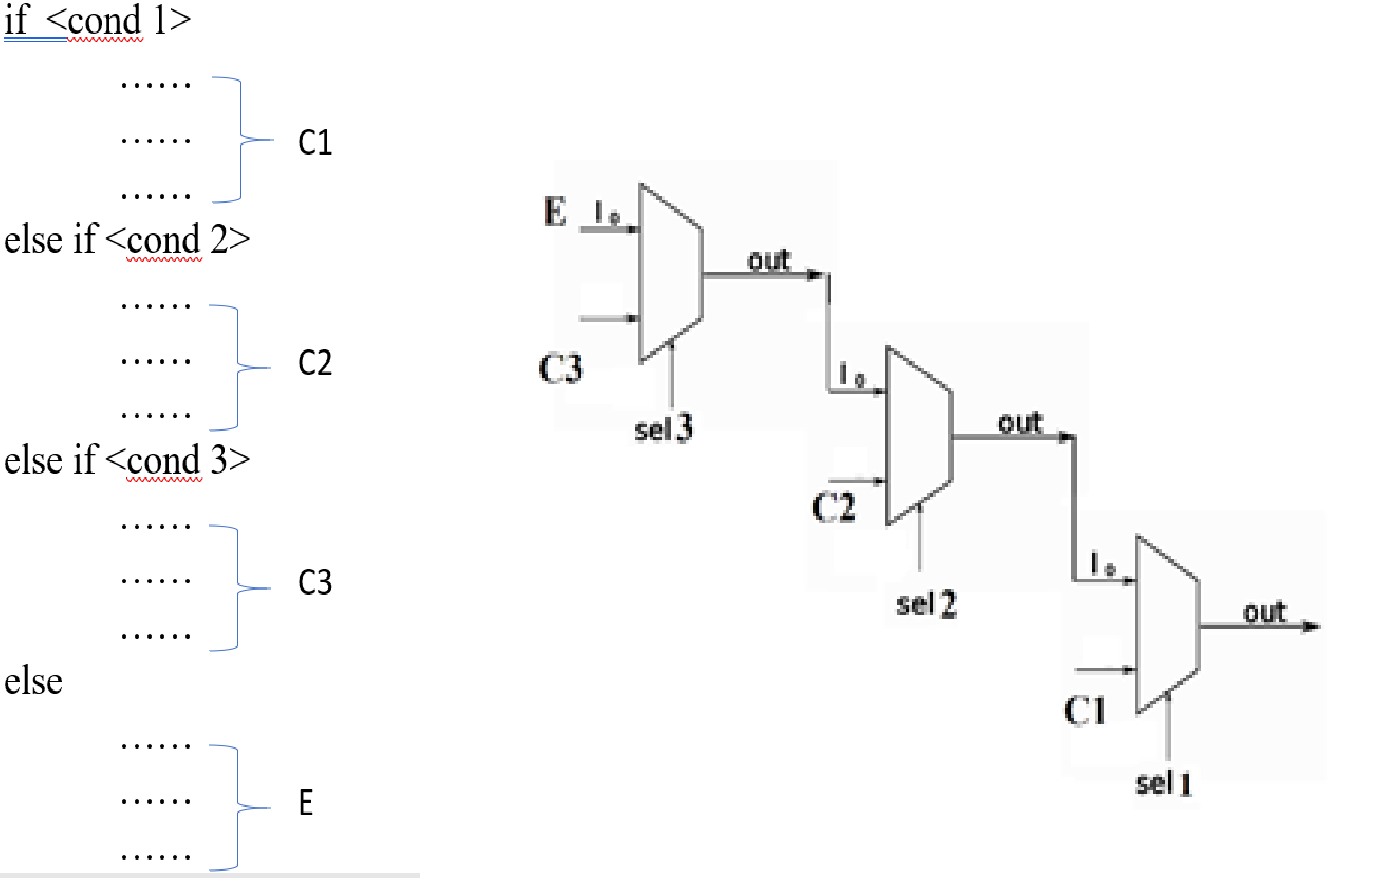 if <cond 1>
......
...... C1
......
else if <cond 2>
......
...... C2
......
else if <cond 3>
......
...... C3
......
else
......
...... E
......
E I0
out
C3
sel3
I0
out
C2
sel2
I0
out
C1
sel1